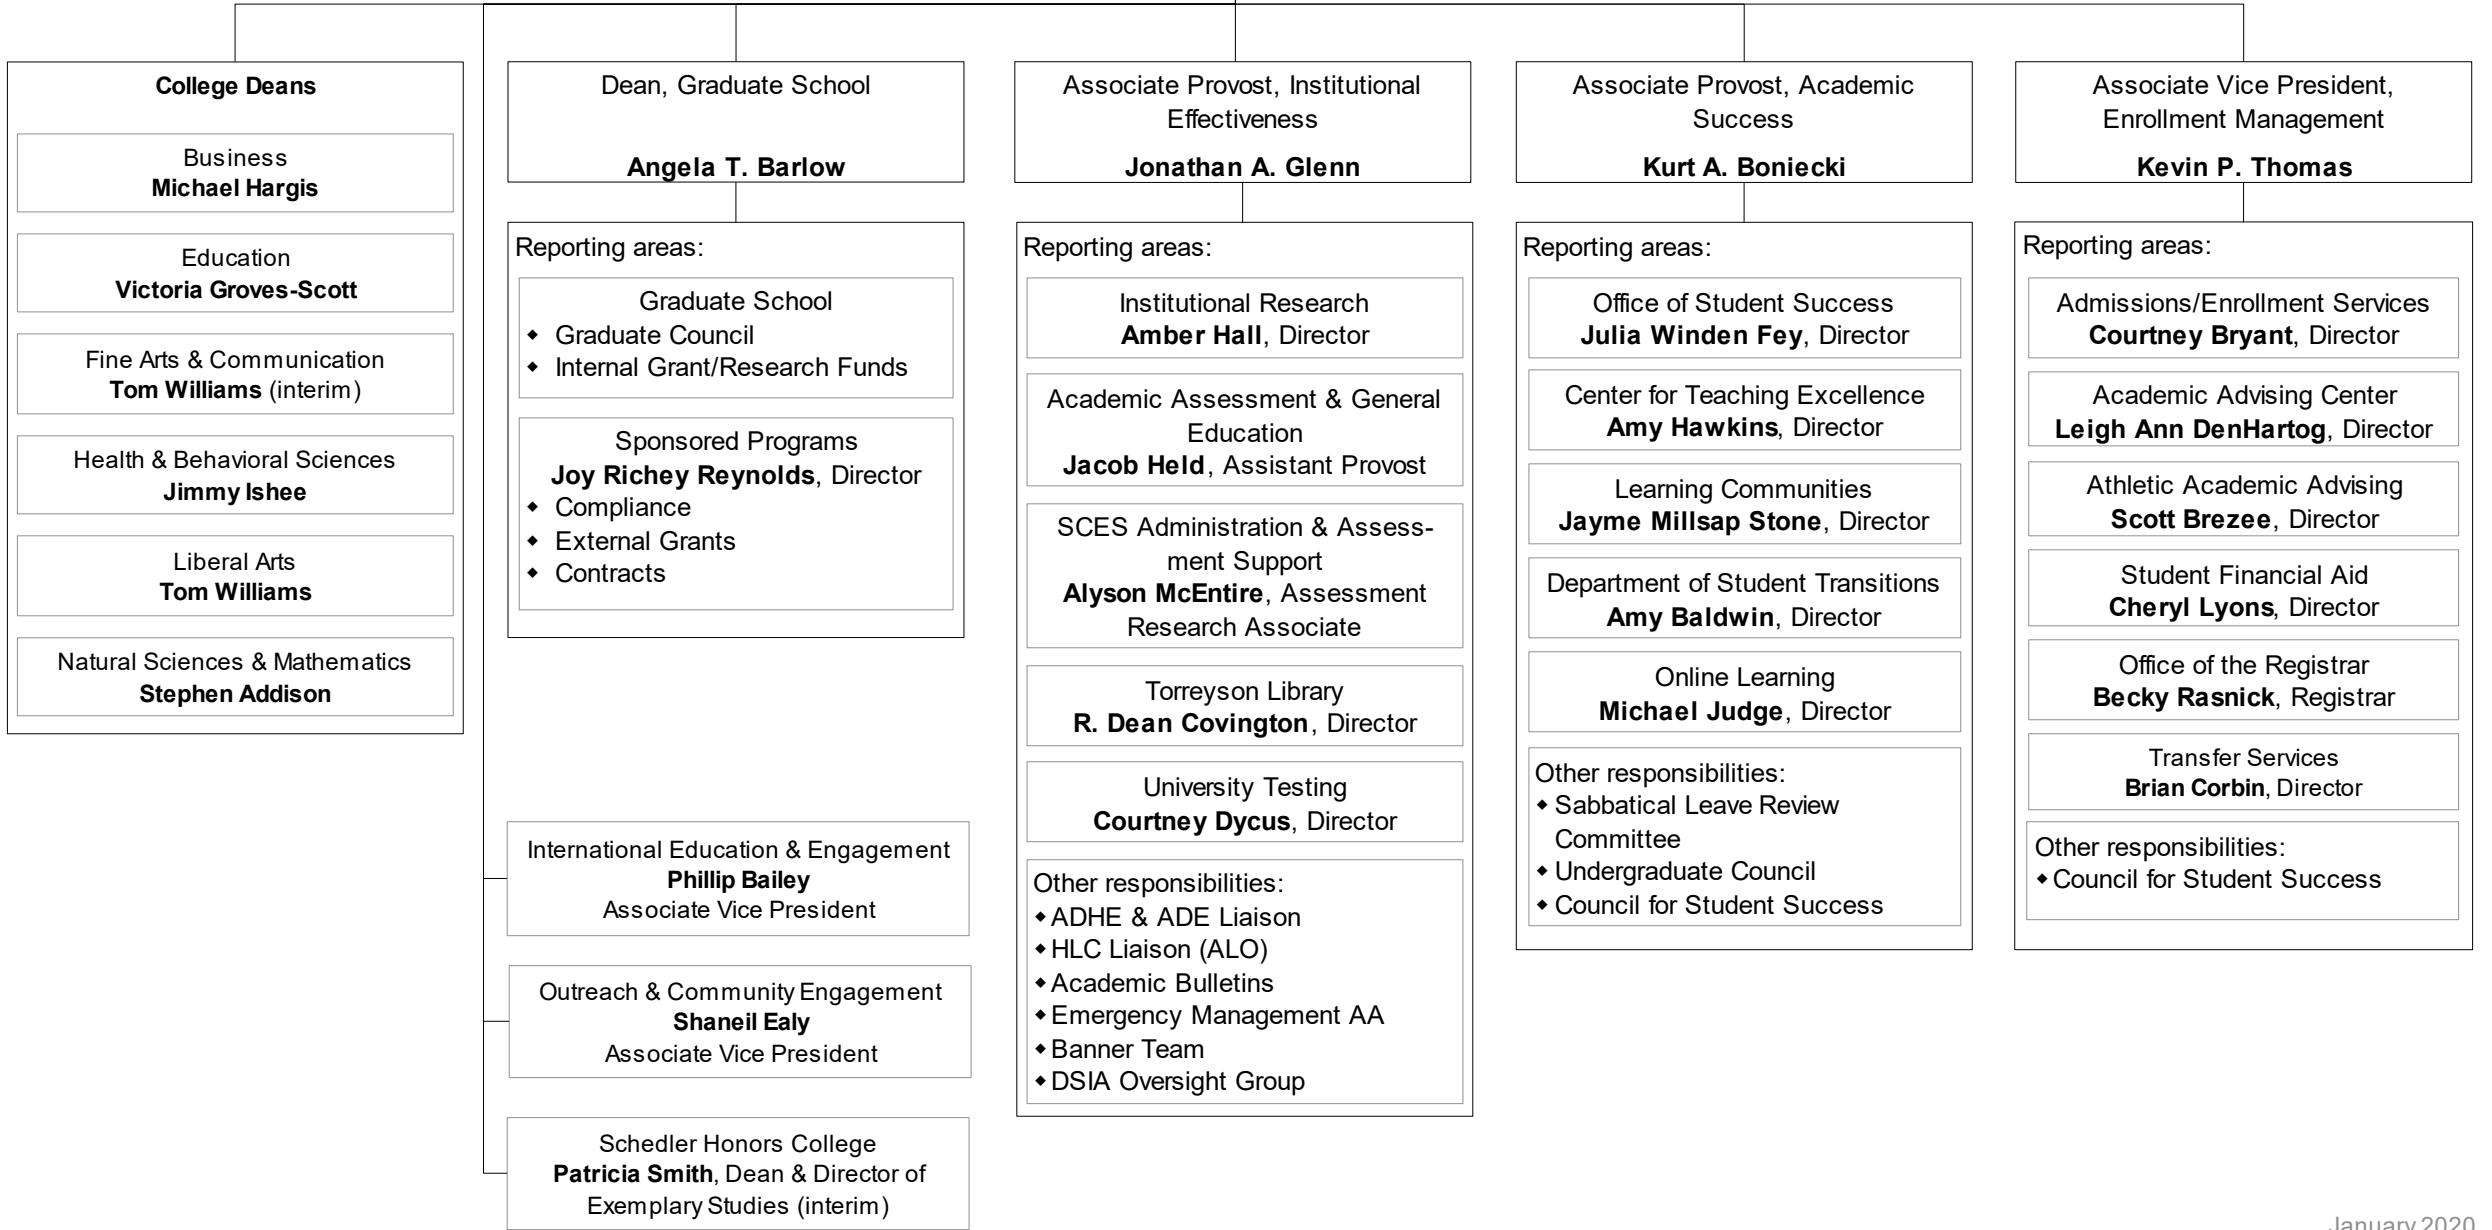 College Deans
Business
Michael Hargis
Education
Victoria Groves-Scott
Fine Arts & Communication
Tom Williams (interim)
Health & Behavioral Sciences
Jimmy Ishee
Liberal Arts
Tom Williams
Natural Sciences & Mathematics
Stephen Addison
Dean, Graduate School
Angela T. Barlow
Reporting areas:
Graduate School
◆ Graduate Council
◆ Internal Grant/Research Funds
Sponsored Programs
Joy Richey Reynolds, Director
◆ Compliance
◆ External Grants
◆ Contracts
International Education & Engagement
Phillip Bailey
Associate Vice President
Outreach & Community Engagement
Shaneil Ealy
Associate Vice President
Schedler Honors College
Patricia Smith, Dean & Director of
Exemplary Studies (interim)
Associate Provost, Institutional
Effectiveness
Jonathan A. Glenn
Reporting areas:
Institutional Research
Amber Hall, Director
Academic Assessment & General
Education
Jacob Held, Assistant Provost
SCES Administration & Assess-
ment Support
Alyson McEntire, Assessment
Research Associate
Torreyson Library
R. Dean Covington, Director
University Testing
Courtney Dycus, Director
Other responsibilities:
◆ ADHE & ADE Liaison
◆ HLC Liaison (ALO)
◆ Academic Bulletins
◆ Emergency Management AA
◆ Banner Team
◆ DSIA Oversight Group
Associate Provost, Academic
Success
Kurt A. Boniecki
Reporting areas:
Office of Student Success
Julia Winden Fey, Director
Center for Teaching Excellence
Amy Hawkins, Director
Learning Communities
Jayme Millsap Stone, Director
Department of Student Transitions
Amy Baldwin, Director
Online Learning
Michael Judge, Director
Other responsibilities:
◆ Sabbatical Leave Review
Committee
◆ Undergraduate Council
◆ Council for Student Success
Associate Vice President,
Enrollment Management
Kevin P. Thomas
Reporting areas:
Admissions/Enrollment Services
Courtney Bryant, Director
Academic Advising Center
Leigh Ann DenHartog, Director
Athletic Academic Advising
Scott Brezee, Director
Student Financial Aid
Cheryl Lyons, Director
Office of the Registrar
Becky Rasnick, Registrar
Transfer Services
Brian Corbin, Director
Other responsibilities:
◆ Council for Student Success
January 2020